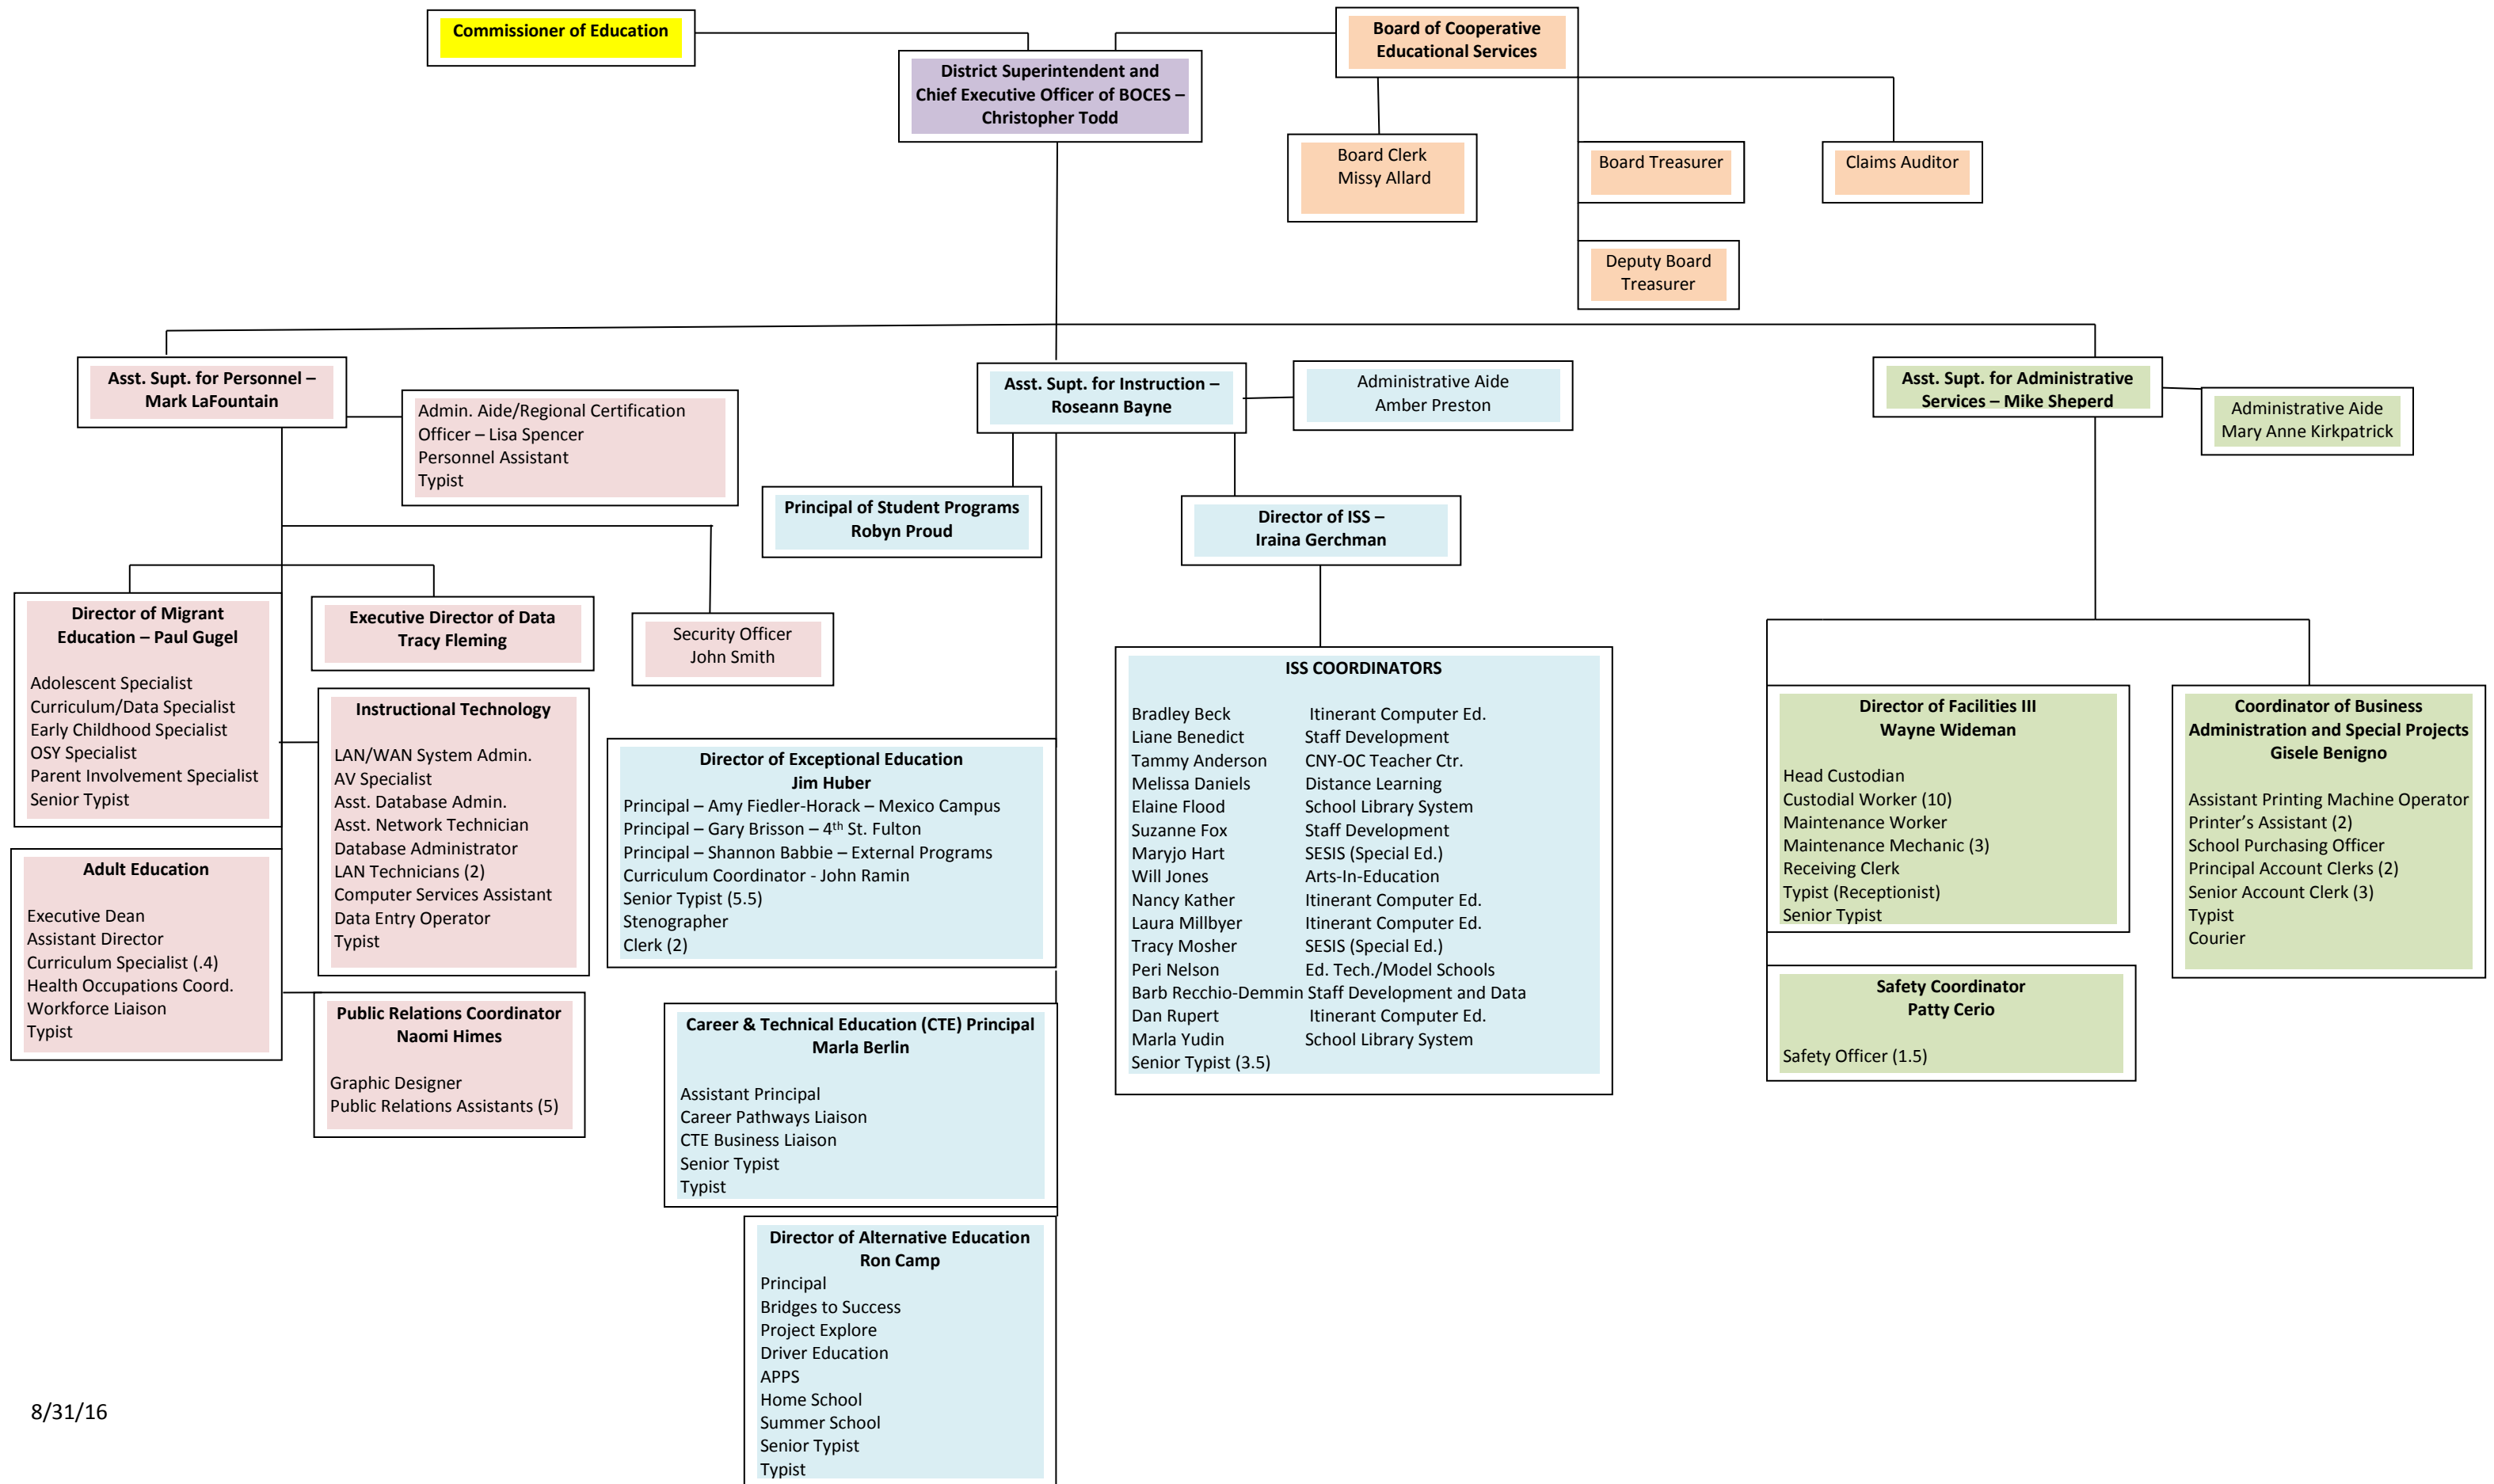 Commissioner of Education
Board of Cooperative
Educational Services
District Superintendent and
Chief Executive Officer of BOCES –
Christopher Todd
Board Clerk
Missy Allard
Board Treasurer
Claims Auditor
Deputy Board
Treasurer
Asst. Supt. for Personnel –
Mark LaFountain
Admin. Aide/Regional Certification
Officer – Lisa Spencer
Personnel Assistant
Typist
Asst. Supt. for Instruction –
Roseann Bayne
Administrative Aide
Amber Preston
Asst. Supt. for Administrative
Services – Mike Sheperd
Administrative Aide
Mary Anne Kirkpatrick
Principal of Student Programs
Robyn Proud
Director of ISS –
Iraina Gerchman
Director of Migrant
Education – Paul Gugel
Adolescent Specialist
Curriculum/Data Specialist
Early Childhood Specialist
OSY Specialist
Parent Involvement Specialist
Senior Typist
Executive Director of Data
Tracy Fleming
Security Officer
John Smith
Instructional Technology
LAN/WAN System Admin.
AV Specialist
Asst. Database Admin.
Asst. Network Technician
Database Administrator
LAN Technicians (2)
Computer Services Assistant
Data Entry Operator
Typist
Adult Education
Executive Dean
Assistant Director
Curriculum Specialist (.4)
Health Occupations Coord.
Workforce Liaison
Typist
Public Relations Coordinator
Naomi Himes
Graphic Designer
Public Relations Assistants (5)
Director of Exceptional Education
Jim Huber
Principal – Amy Fiedler-Horack – Mexico Campus
Principal – Gary Brisson – 4th St. Fulton
Principal – Shannon Babbie – External Programs
Curriculum Coordinator - John Ramin
Senior Typist (5.5)
Stenographer
Clerk (2)
Career & Technical Education (CTE) Principal
Marla Berlin
Assistant Principal
Career Pathways Liaison
CTE Business Liaison
Senior Typist
Typist
Director of Alternative Education
Ron Camp
Principal
Bridges to Success
Project Explore
Driver Education
APPS
Home School
Summer School
Senior Typist
Typist
ISS COORDINATORS
Bradley Beck Itinerant Computer Ed.
Liane Benedict Staff Development
Tammy Anderson CNY-OC Teacher Ctr.
Melissa Daniels Distance Learning
Elaine Flood School Library System
Suzanne Fox Staff Development
Maryjo Hart SESIS (Special Ed.)
Will Jones Arts-In-Education
Nancy Kather Itinerant Computer Ed.
Laura Millbyer Itinerant Computer Ed.
Tracy Mosher SESIS (Special Ed.)
Peri Nelson Ed. Tech./Model Schools
Barb Recchio-Demmin Staff Development and Data
Dan Rupert Itinerant Computer Ed.
Marla Yudin School Library System
Senior Typist (3.5)
Director of Facilities III
Wayne Wideman
Head Custodian
Custodial Worker (10)
Maintenance Worker
Maintenance Mechanic (3)
Receiving Clerk
Typist (Receptionist)
Senior Typist
Safety Coordinator
Patty Cerio
Safety Officer (1.5)
Coordinator of Business
Administration and Special Projects
Gisele Benigno
Assistant Printing Machine Operator
Printer’s Assistant (2)
School Purchasing Officer
Principal Account Clerks (2)
Senior Account Clerk (3)
Typist
Courier
8/31/16